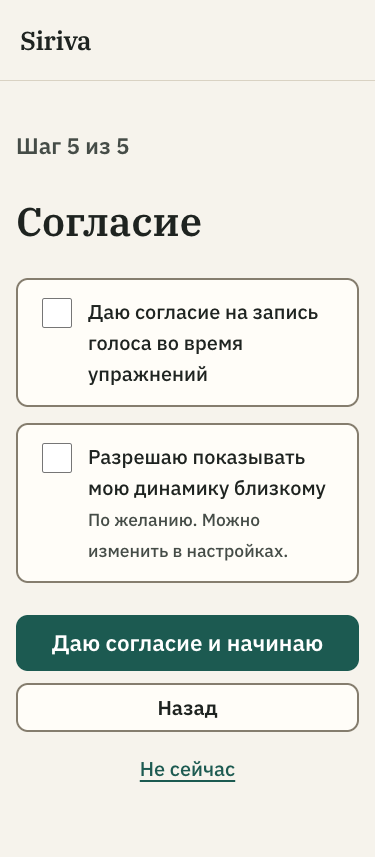 Siriva
Шаг 5 из 5
Согласие
Даю согласие на запись
голоса во время
упражнений
Разрешаю показывать
мою динамику близкому
По желанию. Можно
изменить в настройках.
Даю согласие и начинаю
Назад
Не сейчас